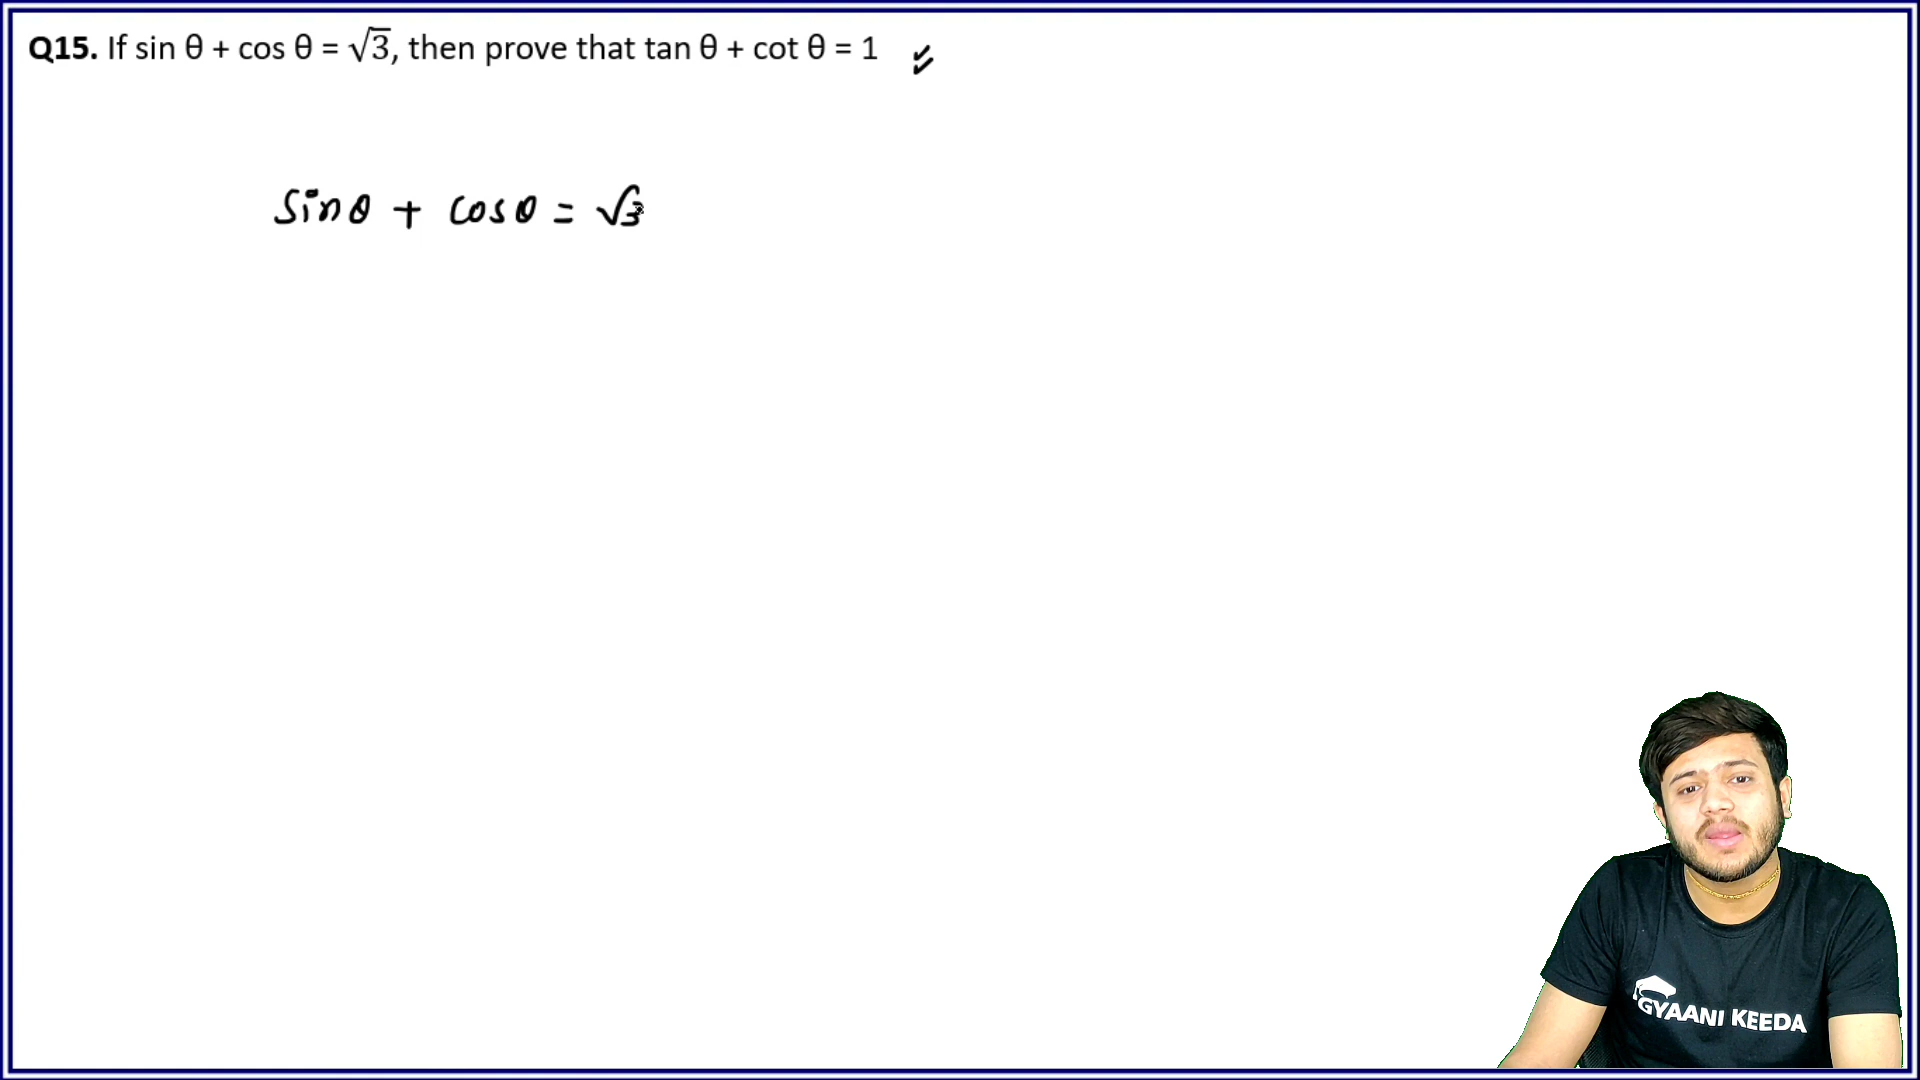 Q15. If sin θ + cos θ = √3, then prove that tan θ + cot θ = 1
sinθ + cosθ = √3
GYAANI KEEDA